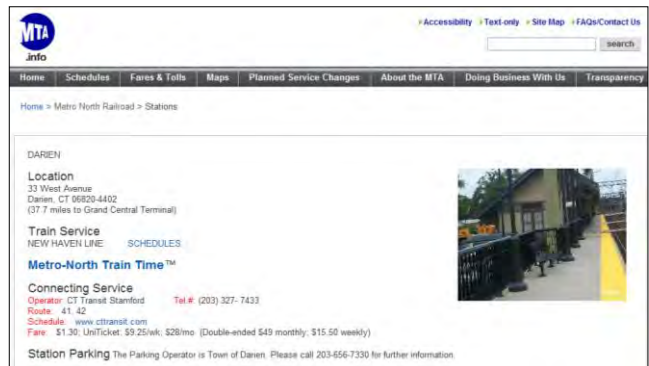 MTA
.info
Accessibility Text-only Site Map FAQs/Contact Us
search
Home Schedules Fares & Tolls Maps Planned Service Changes About the MTA Doing Business With Us Transparency
Home > Metro North Railroad > Stations
DARIEN
Location
33 West Avenue
Darien, CT 06820-4402
(37.7 miles to Grand Central Terminal)
Train Service
NEW HAVEN LINE SCHEDULES
Metro-North Train Time™
Connecting Service
Operator: CT Transit Stamford Tel #: (203) 327- 7433
Route: 41, 42
Schedule: www.cttransit.com
Fare: $1.30; UniTicket: $9.25/wk; $28/mo. (Double-ended $49 monthly; $15.50 weekly)
Station Parking The Parking Operator is Town of Darien. Please call 203-656-7330 for further information.